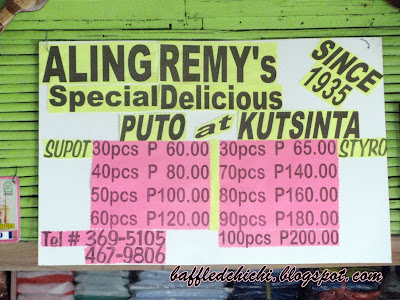 ALING REMY's
SINCE 1935
Special Delicious
PUTO at KUTSINTA
SUPOT 30pcs P 60.00 30pcs P 65.00 STYRO
40pcs P 80.00 70pcs P140.00
50pcs P100.00 80pcs P160.00
60pcs P120.00 90pcs P180.00
Tel # 369-5105 100pcs P200.00
467-9806
baffledchichi.blogspot.com